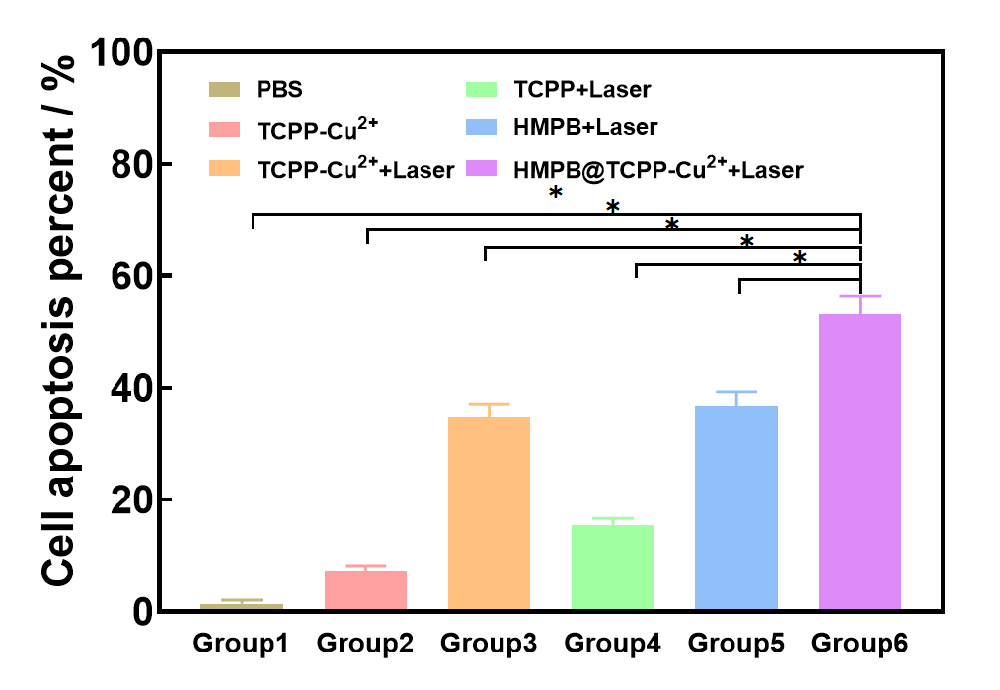 Cell apoptosis percent / %
100
80
60
40
20
0
PBS
TCPP-Cu²⁺
TCPP-Cu²⁺+Laser
TCPP+Laser
HMPB+Laser
HMPB@TCPP-Cu²⁺+Laser
*
*
*
*
*
Group1 Group2 Group3 Group4 Group5 Group6